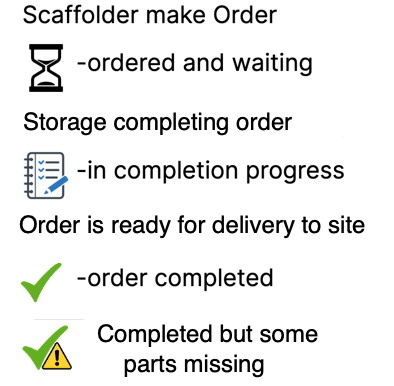 Scaffolder make Order
-ordered and waiting
Storage completing order
-in completion progress
Order is ready for delivery to site
-order completed
Completed but some
parts missing